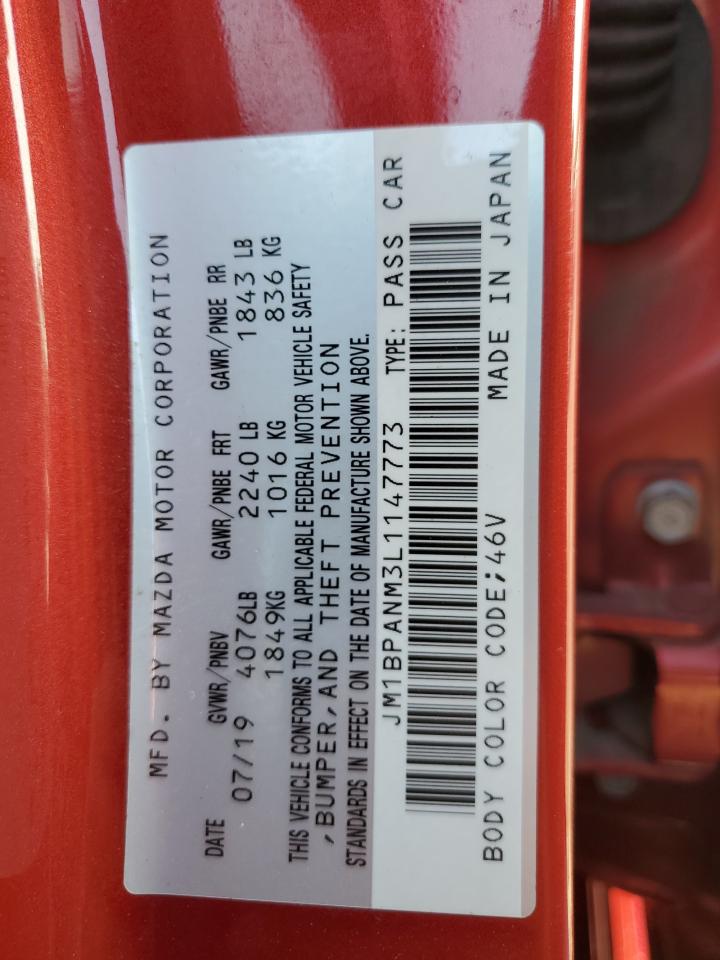 MFD. BY MAZDA MOTOR CORPORATION
DATE GVWR/PNBV GAWR/PNBE FRT GAWR/PNBE RR
07/19 4076LB 2240 LB 1843 LB
1849KG 1016 KG 836 KG
THIS VEHICLE CONFORMS TO ALL APPLICABLE FEDERAL MOTOR VEHICLE SAFETY
,BUMPER,AND THEFT PREVENTION
STANDARDS IN EFFECT ON THE DATE OF MANUFACTURE SHOWN ABOVE.
JM1BPANM3L1147773 TYPE: PASS CAR
BODY COLOR CODE;46V MADE IN JAPAN